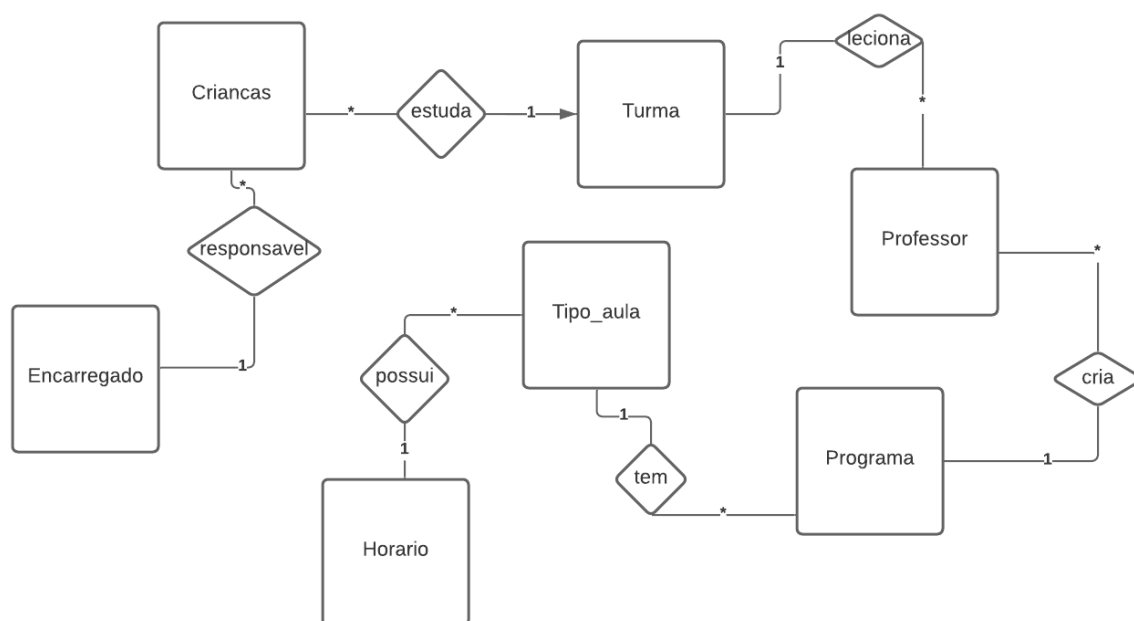 leciona
Criancas
*
estuda
1
Turma
1
*
*
responsavel
Professor
*
Encarregado
1
*
Tipo_aula
possui
cria
1
1
Programa
1
tem
*
Horario